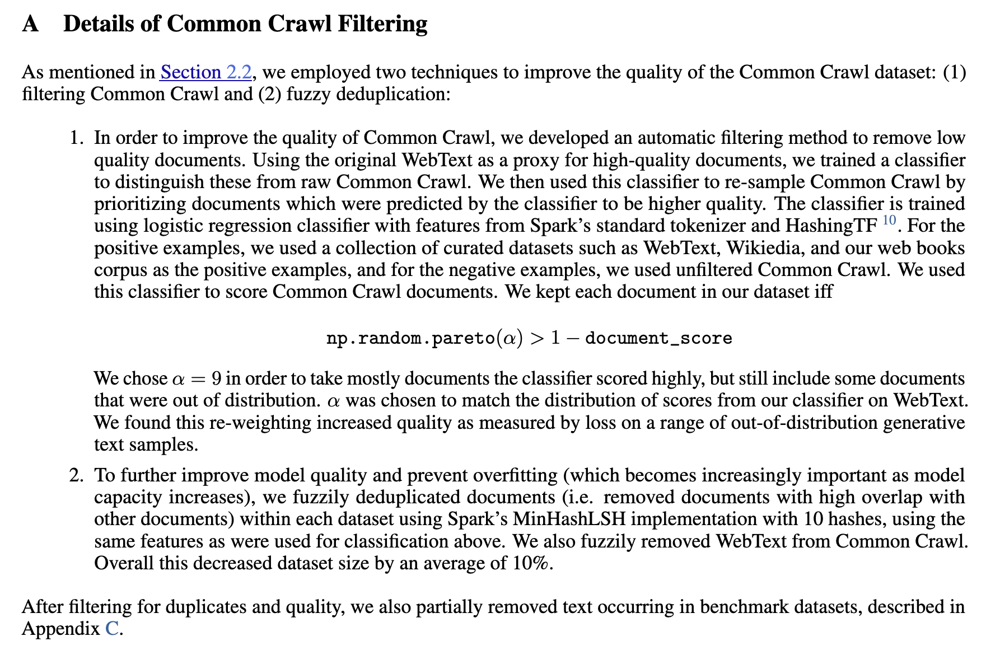 A Details of Common Crawl Filtering
As mentioned in Section 2.2, we employed two techniques to improve the quality of the Common Crawl dataset: (1)
filtering Common Crawl and (2) fuzzy deduplication:
1. In order to improve the quality of Common Crawl, we developed an automatic filtering method to remove low
quality documents. Using the original WebText as a proxy for high-quality documents, we trained a classifier
to distinguish these from raw Common Crawl. We then used this classifier to re-sample Common Crawl by
prioritizing documents which were predicted by the classifier to be higher quality. The classifier is trained
using logistic regression classifier with features from Spark's standard tokenizer and HashingTF 10. For the
positive examples, we used a collection of curated datasets such as WebText, Wikiedia, and our web books
corpus as the positive examples, and for the negative examples, we used unfiltered Common Crawl. We used
this classifier to score Common Crawl documents. We kept each document in our dataset iff
np.random.pareto(α) > 1 − document_score
We chose α = 9 in order to take mostly documents the classifier scored highly, but still include some documents
that were out of distribution. α was chosen to match the distribution of scores from our classifier on WebText.
We found this re-weighting increased quality as measured by loss on a range of out-of-distribution generative
text samples.
2. To further improve model quality and prevent overfitting (which becomes increasingly important as model
capacity increases), we fuzzily deduplicated documents (i.e. removed documents with high overlap with
other documents) within each dataset using Spark's MinHashLSH implementation with 10 hashes, using the
same features as were used for classification above. We also fuzzily removed WebText from Common Crawl.
Overall this decreased dataset size by an average of 10%.
After filtering for duplicates and quality, we also partially removed text occurring in benchmark datasets, described in
Appendix C.